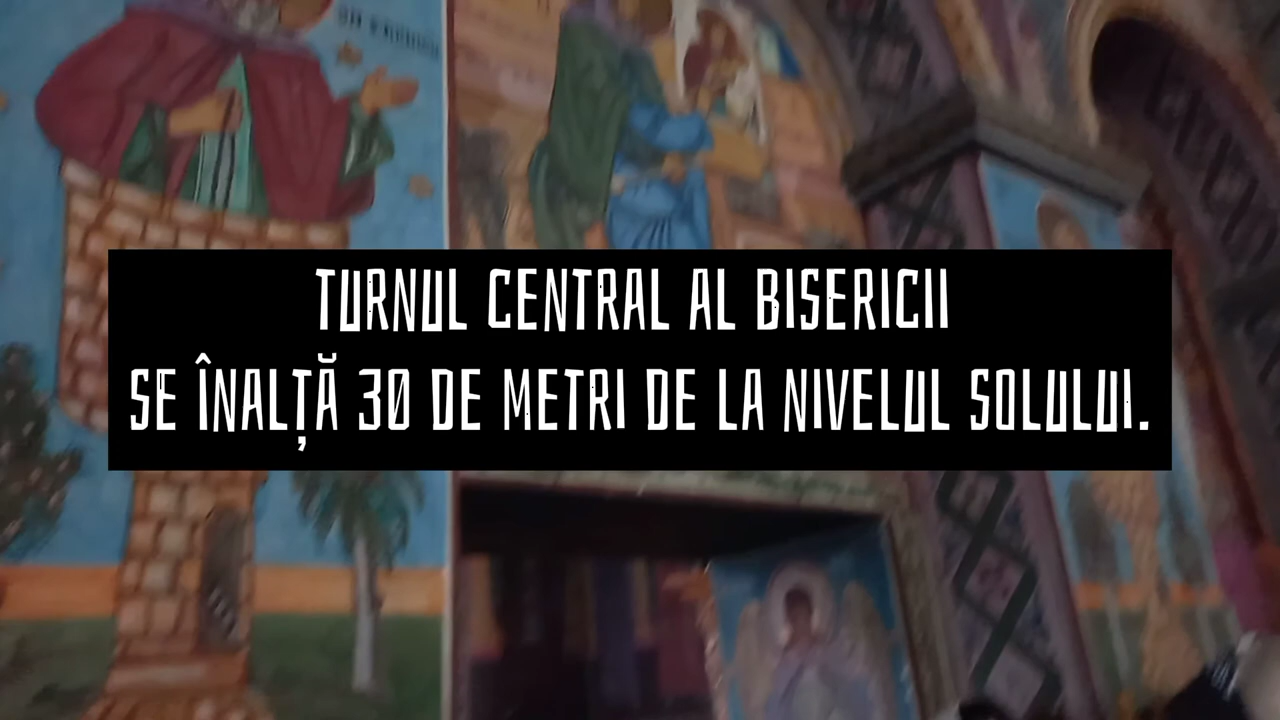 TURNUL CENTRAL AL BISERICII
SE ÎNALȚĂ 30 DE METRI DE LA NIVELUL SOLULUI.